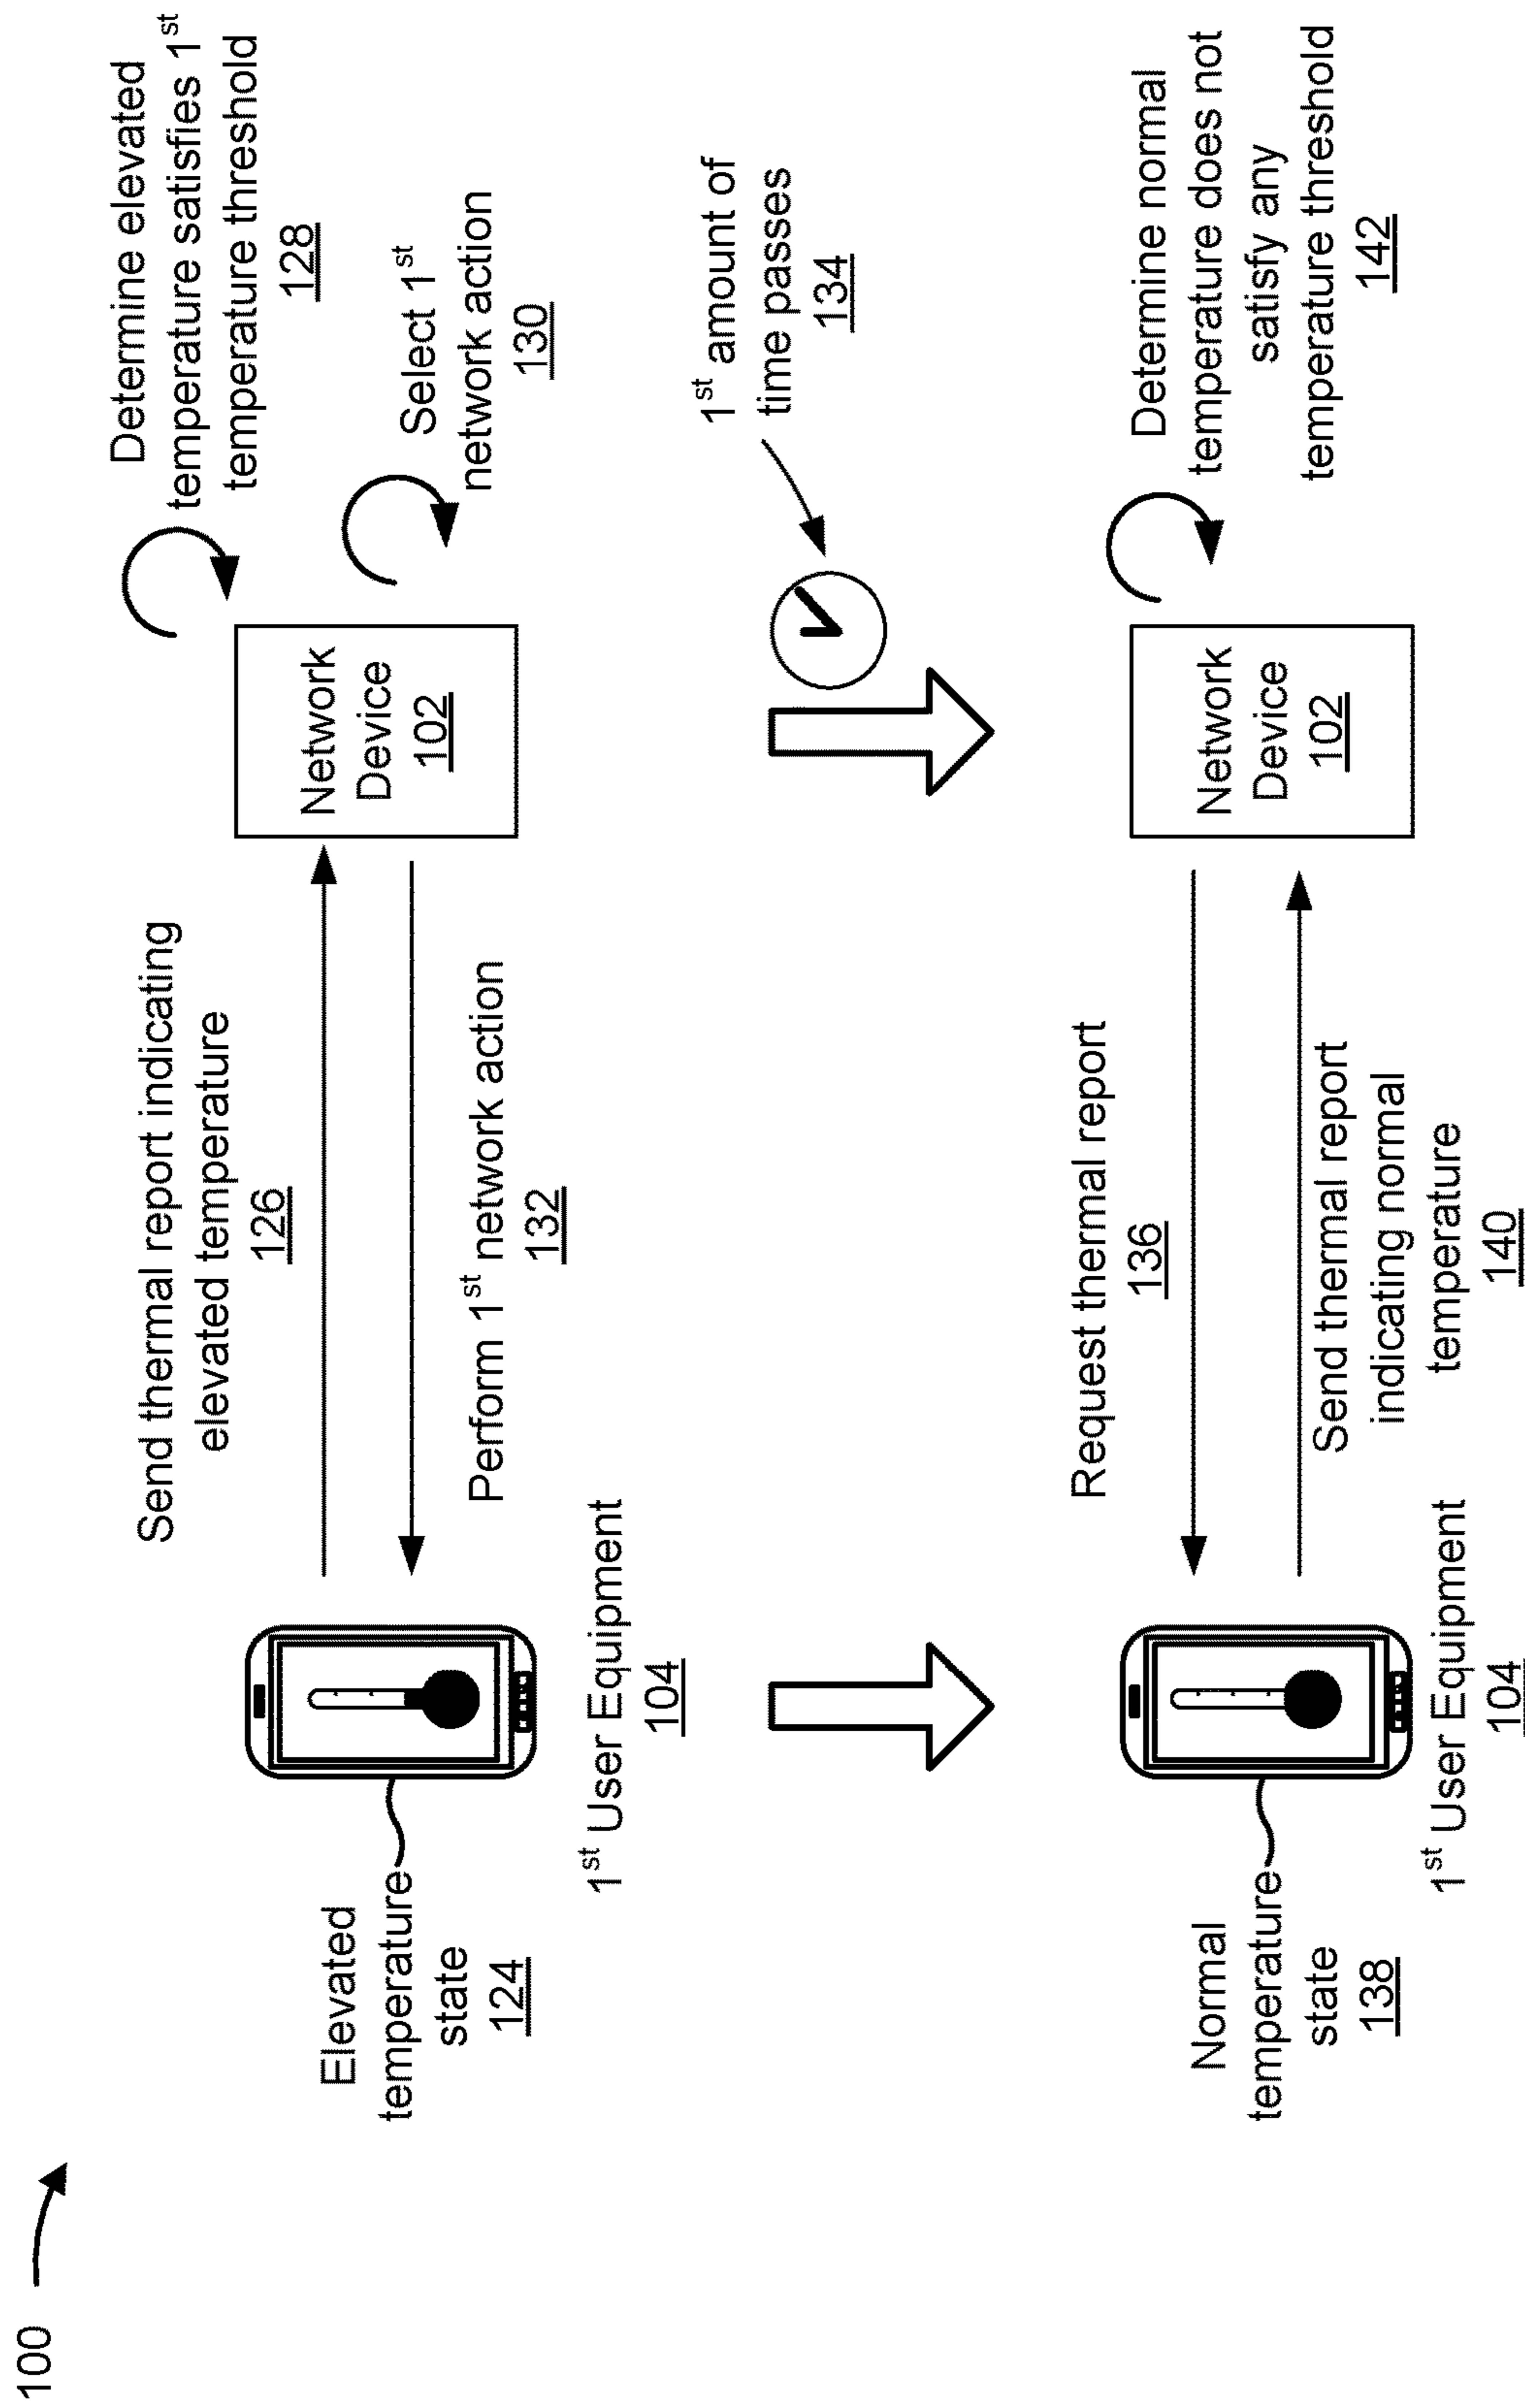 100
Elevated
temperature
state
124
1st User Equipment
104
Send thermal report indicating
elevated temperature
126
Perform 1st network action
132
Network
Device
102
Determine elevated
temperature satisfies 1st
temperature threshold
128
Select 1st
network action
130
1st amount of
time passes
134
Normal
temperature
state
138
1st User Equipment
104
Request thermal report
136
Send thermal report
indicating normal
temperature
140
Network
Device
102
Determine normal
temperature does not
satisfy any
temperature threshold
142